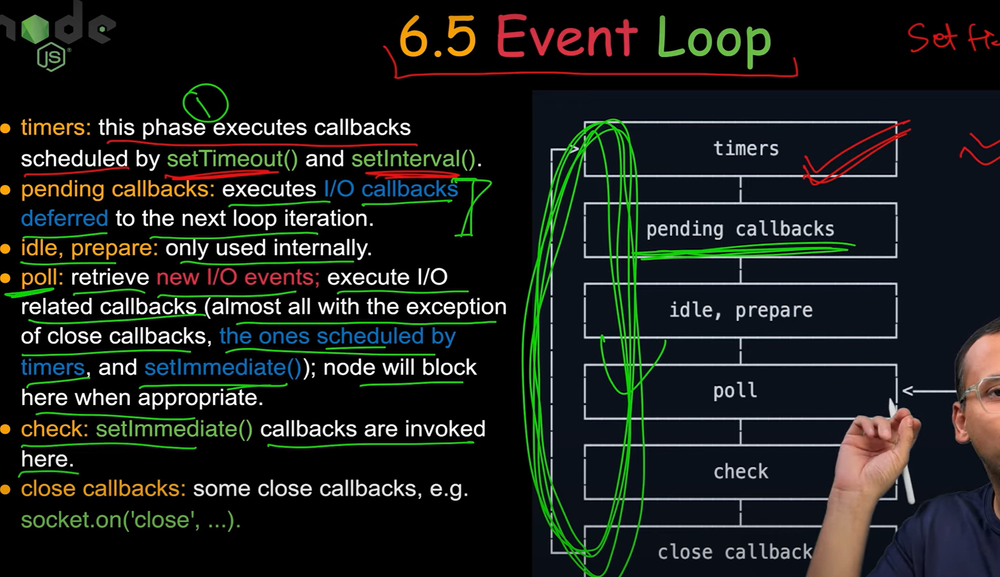 node
JS
6.5 Event Loop
Set
timers: this phase executes callbacks
scheduled by setTimeout() and setInterval().
pending callbacks: executes I/O callbacks
deferred to the next loop iteration.
idle, prepare: only used internally.
poll: retrieve new I/O events; execute I/O
related callbacks (almost all with the exception
of close callbacks, the ones scheduled by
timers, and setImmediate()); node will block
here when appropriate.
check: setImmediate() callbacks are invoked
here.
close callbacks: some close callbacks, e.g.
socket.on('close', ...).
timers
pending callbacks
idle, prepare
poll
check
close callback